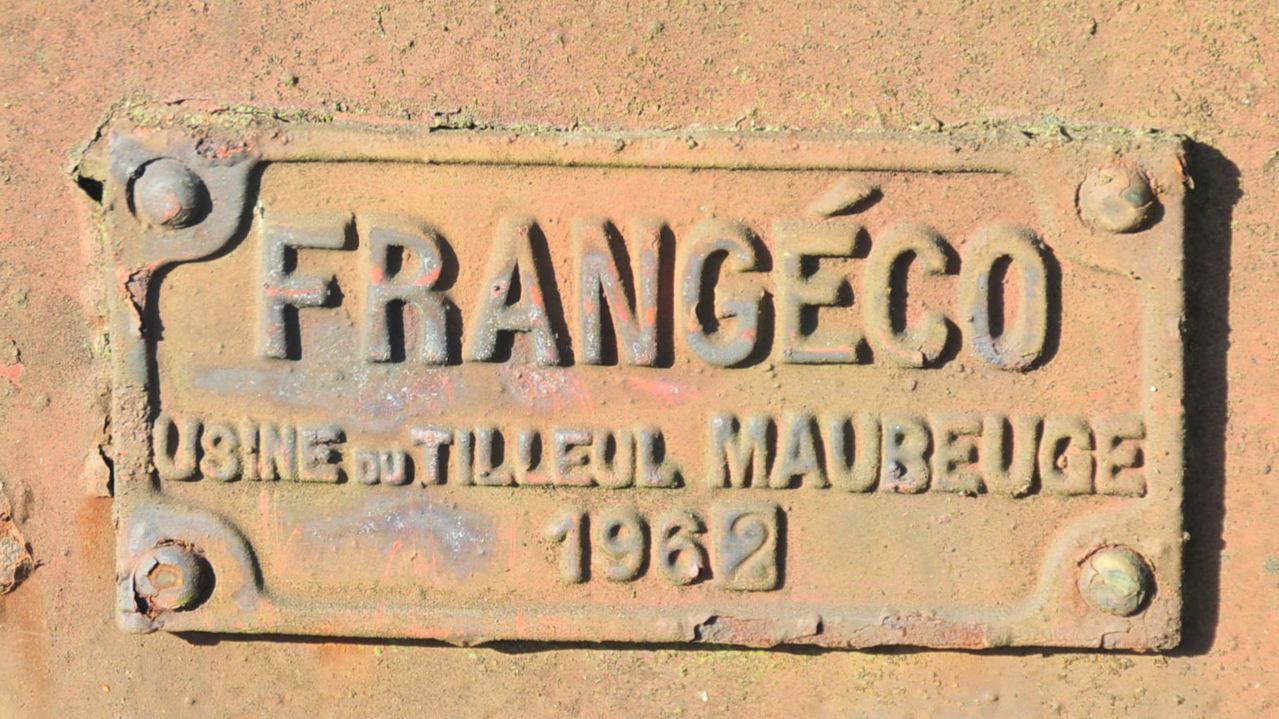 FRANGÉCO
USINE DU TILLEUL MAUBEUGE
1962